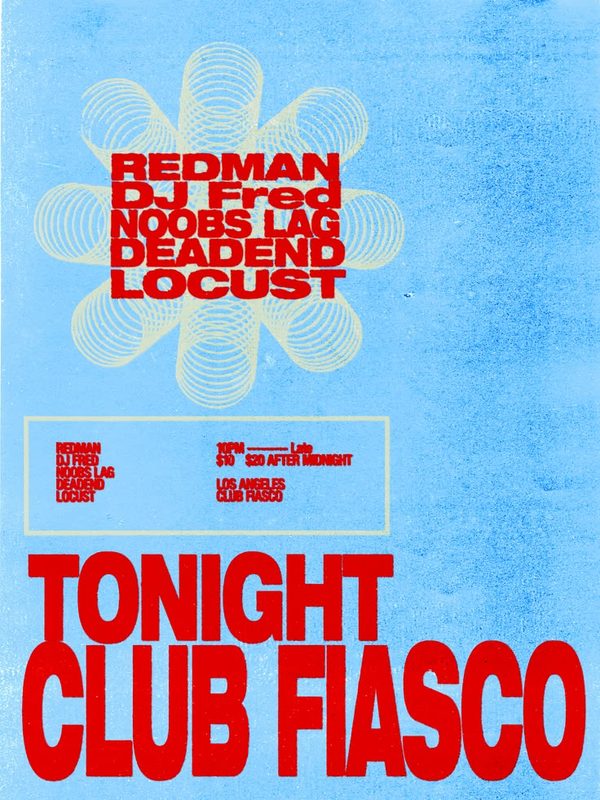 REDMAN
DJ Fred
NOOBS LAG
DEADEND
LOCUST
REDMAN
DJ FRED
NOOBS LAG
DEADEND
LOCUST
10PM ———— Late
$10 $20 AFTER MIDNIGHT
LOS ANGELES
CLUB FIASCO
TONIGHT
CLUB FIASCO